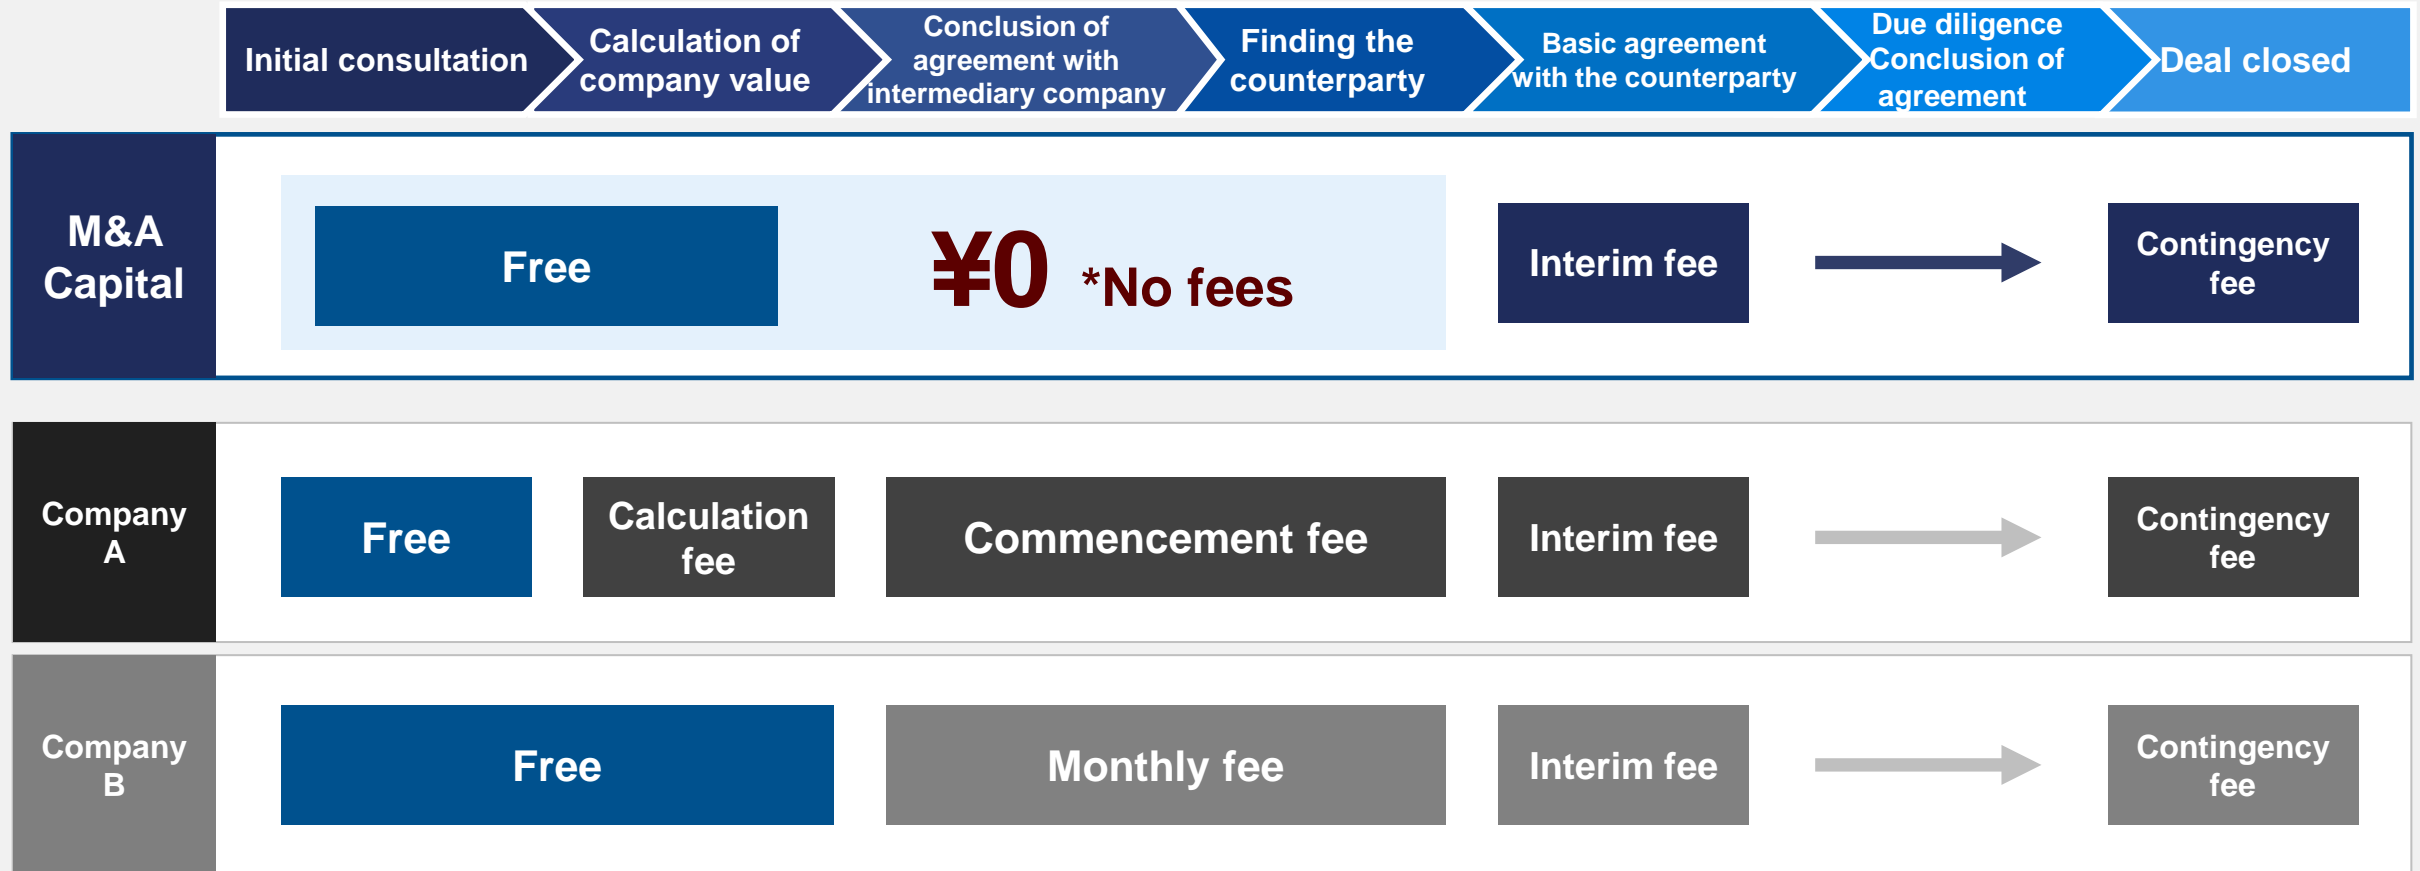 Initial consultation
Calculation of
company value
Conclusion of
agreement with
intermediary company
Finding the
counterparty
Basic agreement
with the counterparty
Due diligence
Conclusion of
agreement
Deal closed
M&A
Capital
Free
¥0 *No fees
Interim fee
Contingency
fee
Company
A
Free
Calculation
fee
Commencement fee
Interim fee
Contingency
fee
Company
B
Free
Monthly fee
Interim fee
Contingency
fee